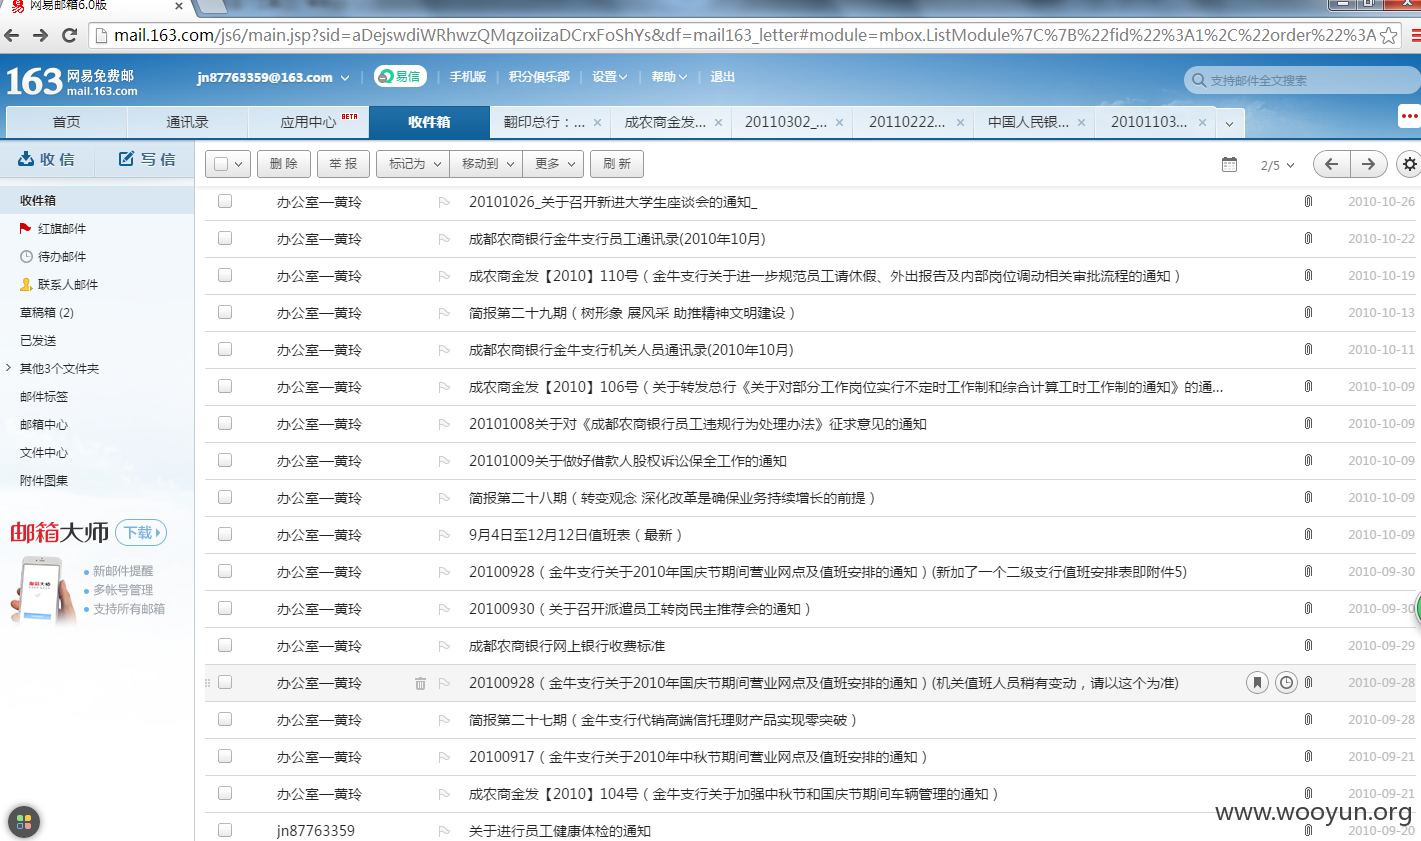 网易邮箱6.0版
mail.163.com/js6/main.jsp?sid=aDejswdiWRhwzQMqzoiizaDCrxFoShYs&df=mail163_letter#module=mbox.ListModule%7C%7B%22fid%22%3A1%2C%22order%22%3A
163 网易免费邮 mail.163.com jn87763359@163.com 易信 手机版 积分俱乐部 设置 帮助 退出 支持邮件全文搜索
首页 通讯录 应用中心 BETA 收件箱 翻印总行：... 成农商金发... 20110302_... 20110222... 中国人民银... 20101103...
收信 写信 删除 举报 标记为 移动到 更多 刷新 2/5
收件箱
红旗邮件
待办邮件
联系人邮件
草稿箱 (2)
已发送
其他3个文件夹
邮件标签
邮箱中心
文件中心
附件图集
邮箱大师 下载
新邮件提醒
多帐号管理
支持所有邮箱
办公室—黄玲 20101026_关于召开新进大学生座谈会的通知_ 2010-10-26
办公室—黄玲 成都农商银行金牛支行员工通讯录(2010年10月) 2010-10-22
办公室—黄玲 成农商金发【2010】110号（金牛支行关于进一步规范员工请休假、外出报告及内部岗位调动相关审批流程的通知） 2010-10-19
办公室—黄玲 简报第二十九期（树形象 展风采 助推精神文明建设） 2010-10-13
办公室—黄玲 成都农商银行金牛支行机关人员通讯录(2010年10月) 2010-10-11
办公室—黄玲 成农商金发【2010】106号（关于转发总行《关于对部分工作岗位实行不定时工作制和综合计算工时工作制的通知》的通... 2010-10-09
办公室—黄玲 20101008关于对《成都农商银行员工违规行为处理办法》征求意见的通知 2010-10-09
办公室—黄玲 20101009关于做好借款人股权诉讼保全工作的通知 2010-10-09
办公室—黄玲 简报第二十八期（转变观念 深化改革是确保业务持续增长的前提） 2010-10-09
办公室—黄玲 9月4日至12月12日值班表（最新） 2010-10-09
办公室—黄玲 20100928（金牛支行关于2010年国庆节期间营业网点及值班安排的通知）(新加了一个二级支行值班安排表即附件5) 2010-09-30
办公室—黄玲 20100930（关于召开派遣员工转岗民主推荐会的通知） 2010-09-30
办公室—黄玲 成都农商银行网上银行收费标准 2010-09-29
办公室—黄玲 20100928（金牛支行关于2010年国庆节期间营业网点及值班安排的通知）(机关值班人员稍有变动，请以这个为准) 2010-09-28
办公室—黄玲 简报第二十七期（金牛支行代销高端信托理财产品实现零突破） 2010-09-28
办公室—黄玲 20100917（金牛支行关于2010年中秋节期间营业网点及值班安排的通知） 2010-09-21
办公室—黄玲 成农商金发【2010】104号（金牛支行关于加强中秋节和国庆节期间车辆管理的通知） 2010-09-21
www.wooyun.org
jn87763359 关于进行员工健康体检的通知 2010-09-20